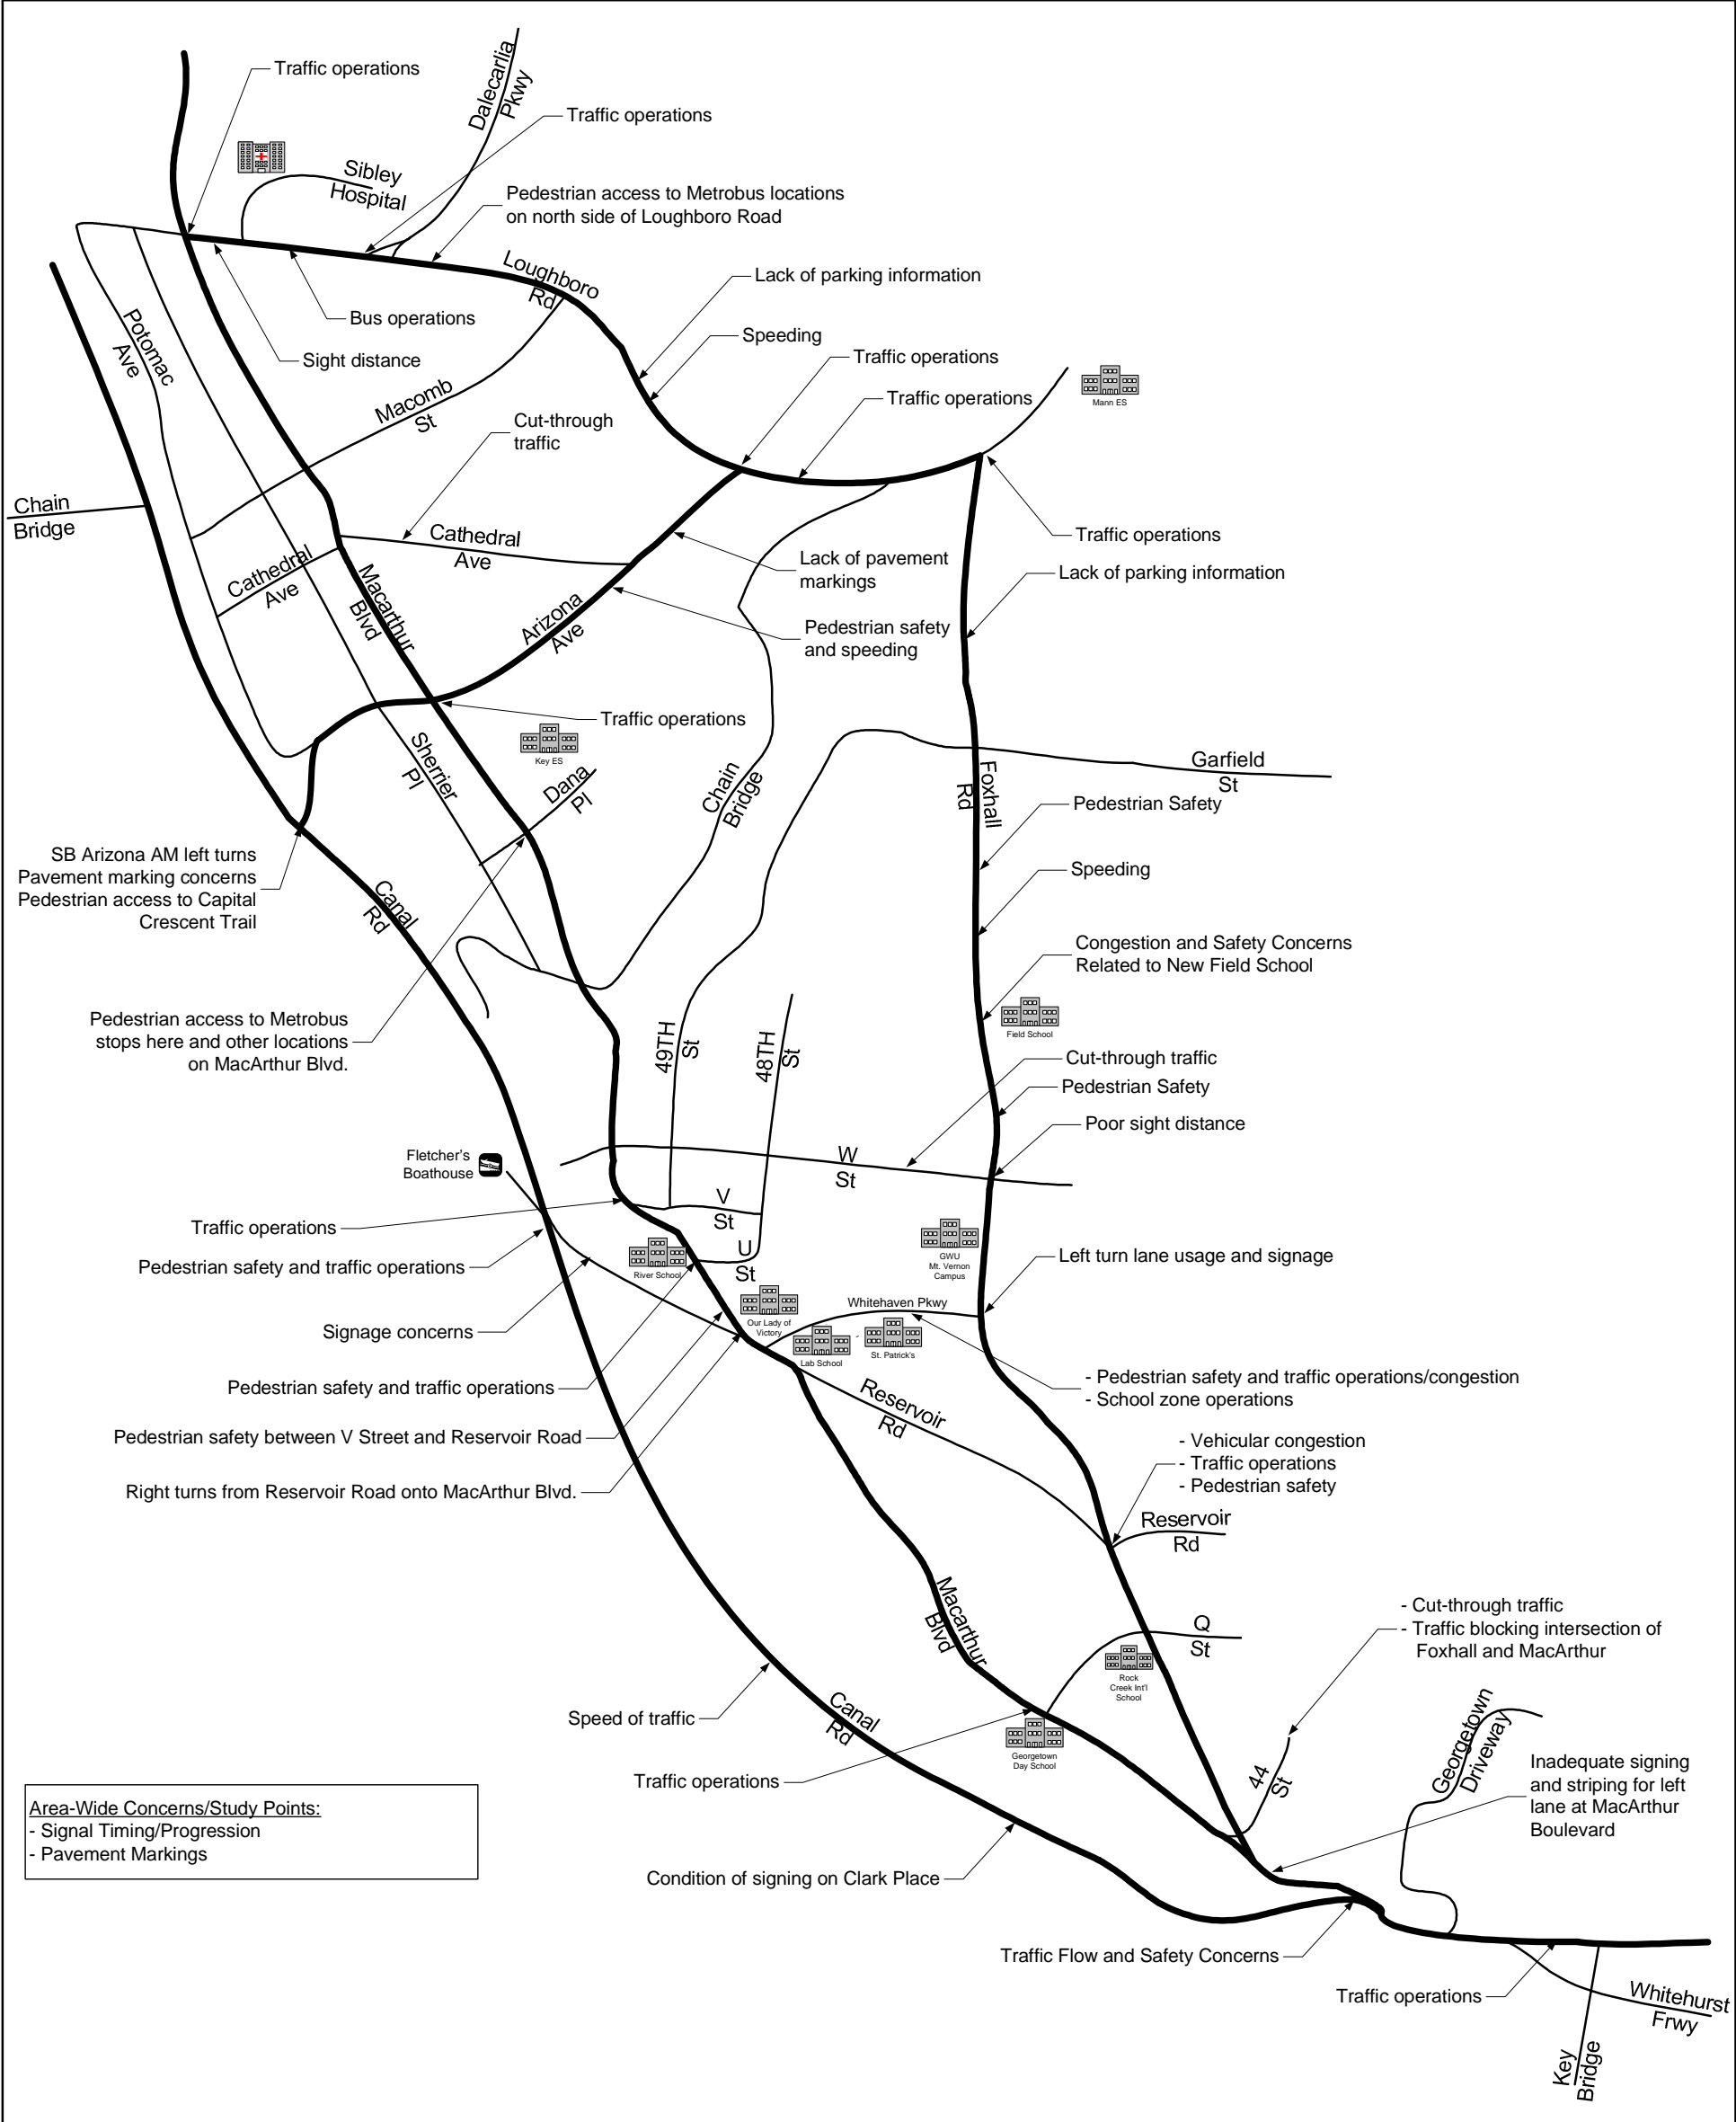 Traffic operations
Dalecarlia
Pkwy
Traffic operations
Sibley
Hospital
Pedestrian access to Metrobus locations
on north side of Loughboro Road
Loughboro
Rd
Lack of parking information
Bus operations
Potomac
Ave
Speeding
Sight distance
Traffic operations
Macomb
St
Traffic operations
Mann ES
Cut-through
traffic
Chain
Bridge
Cathedral
Ave
Traffic operations
Cathedral
Ave
Macarthur
Blvd
Lack of pavement
markings
Lack of parking information
Arizona
Ave
Pedestrian safety
and speeding
Traffic operations
Sherrier
Pl
Key ES
Dana
Pl
Chain
Bridge
Foxhall
Rd
Garfield
St
Pedestrian Safety
SB Arizona AM left turns
Pavement marking concerns
Pedestrian access to Capital
Crescent Trail
Canal
Rd
Speeding
Congestion and Safety Concerns
Related to New Field School
Field School
Pedestrian access to Metrobus
stops here and other locations
on MacArthur Blvd.
49TH
St
48TH
St
Cut-through traffic
Pedestrian Safety
Poor sight distance
Fletcher's
Boathouse
W
St
V
St
Traffic operations
U
St
GWU
Mt. Vernon
Campus
Left turn lane usage and signage
Pedestrian safety and traffic operations
River School
Whitehaven Pkwy
Our Lady of
Victory
Signage concerns
Lab School
-
St. Patrick's
Pedestrian safety and traffic operations
- Pedestrian safety and traffic operations/congestion
- School zone operations
Reservoir
Rd
Pedestrian safety between V Street and Reservoir Road
- Vehicular congestion
- Traffic operations
- Pedestrian safety
Right turns from Reservoir Road onto MacArthur Blvd.
Reservoir
Rd
Macarthur
Blvd
- Cut-through traffic
- Traffic blocking intersection of
Foxhall and MacArthur
Q
St
Rock
Creek Int'l
School
Speed of traffic
Canal
Rd
Georgetown
Day School
Georgetown
Driveway
Traffic operations
44
St
Inadequate signing
and striping for left
lane at MacArthur
Boulevard
Area-Wide Concerns/Study Points:
- Signal Timing/Progression
- Pavement Markings
Condition of signing on Clark Place
Traffic Flow and Safety Concerns
Traffic operations
Whitehurst
Frwy
Key
Bridge